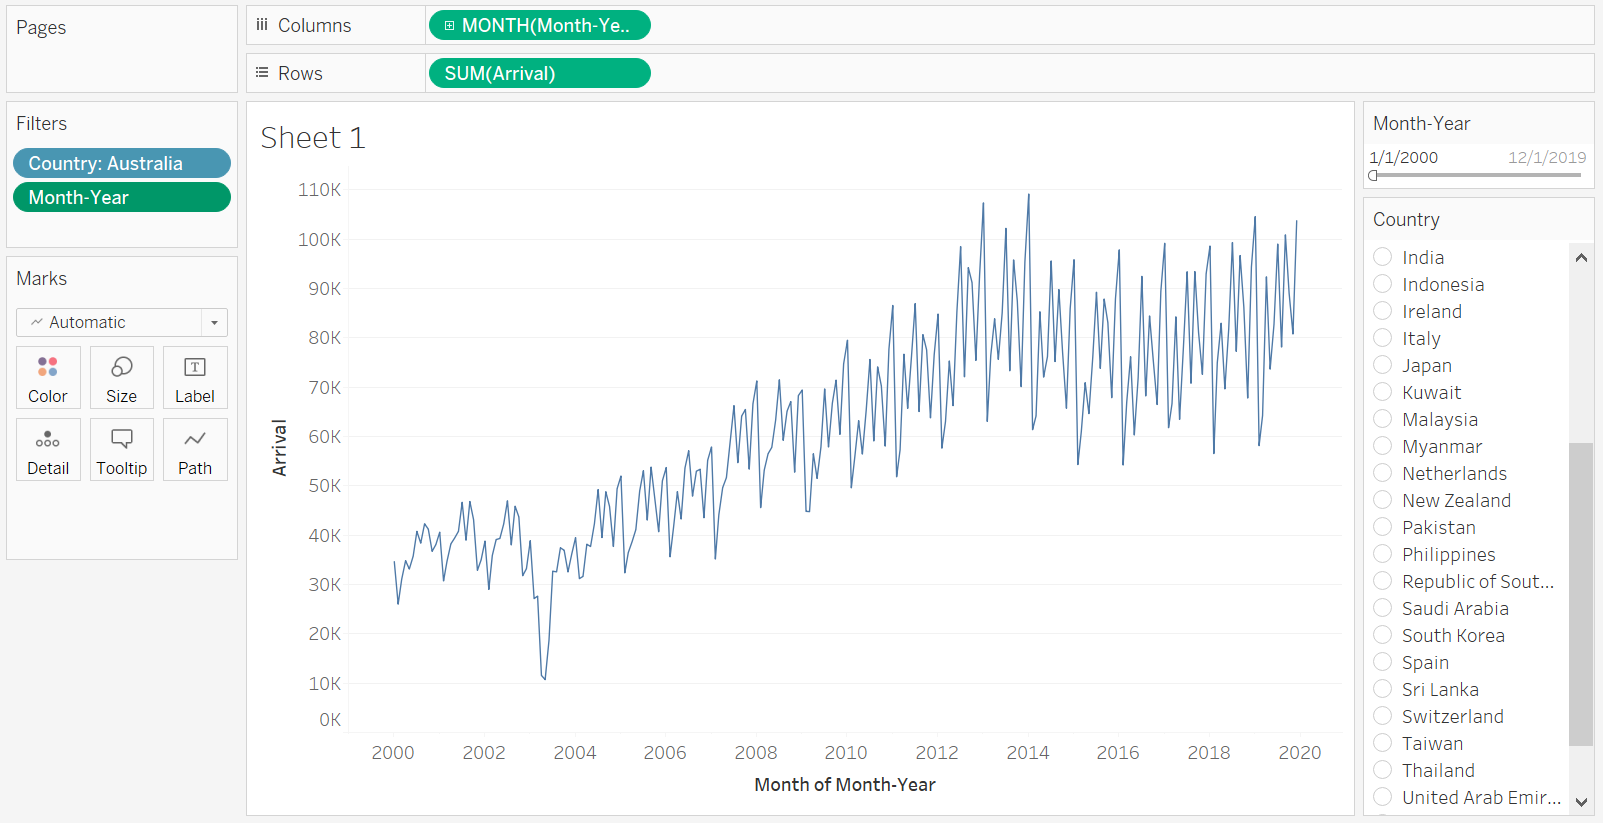 Pages
Columns
MONTH(Month-Ye..
Rows
SUM(Arrival)
Filters
Country: Australia
Month-Year
Marks
Automatic
Color
Size
T
Label
Detail
Tooltip
Path
Sheet 1
110K
100K
90K
80K
70K
60K
50K
40K
30K
20K
10K
0K
Arrival
2000 2002 2004 2006 2008 2010 2012 2014 2016 2018 2020
Month of Month-Year
Month-Year
1/1/2000 12/1/2019
Country
India
Indonesia
Ireland
Italy
Japan
Kuwait
Malaysia
Myanmar
Netherlands
New Zealand
Pakistan
Philippines
Republic of Sout...
Saudi Arabia
South Korea
Spain
Sri Lanka
Switzerland
Taiwan
Thailand
United Arab Emir...